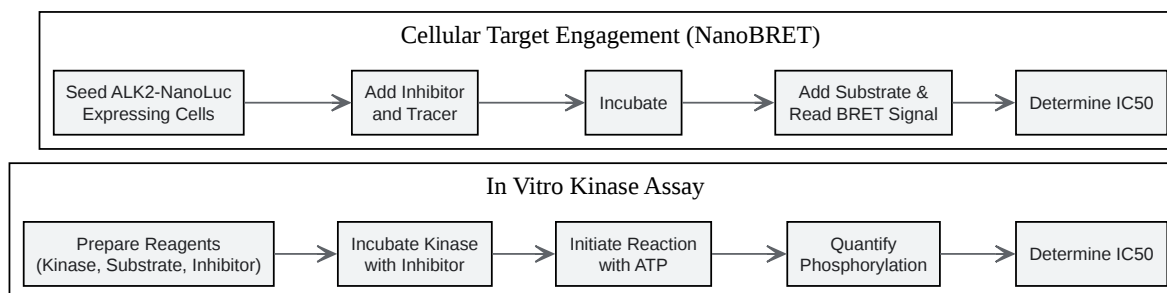 Cellular Target Engagement (NanoBRET)
Seed ALK2-NanoLuc
Expressing Cells
Add Inhibitor
and Tracer
Incubate
Add Substrate &
Read BRET Signal
Determine IC50
In Vitro Kinase Assay
Prepare Reagents
(Kinase, Substrate, Inhibitor)
Incubate Kinase
with Inhibitor
Initiate Reaction
with ATP
Quantify
Phosphorylation
Determine IC50